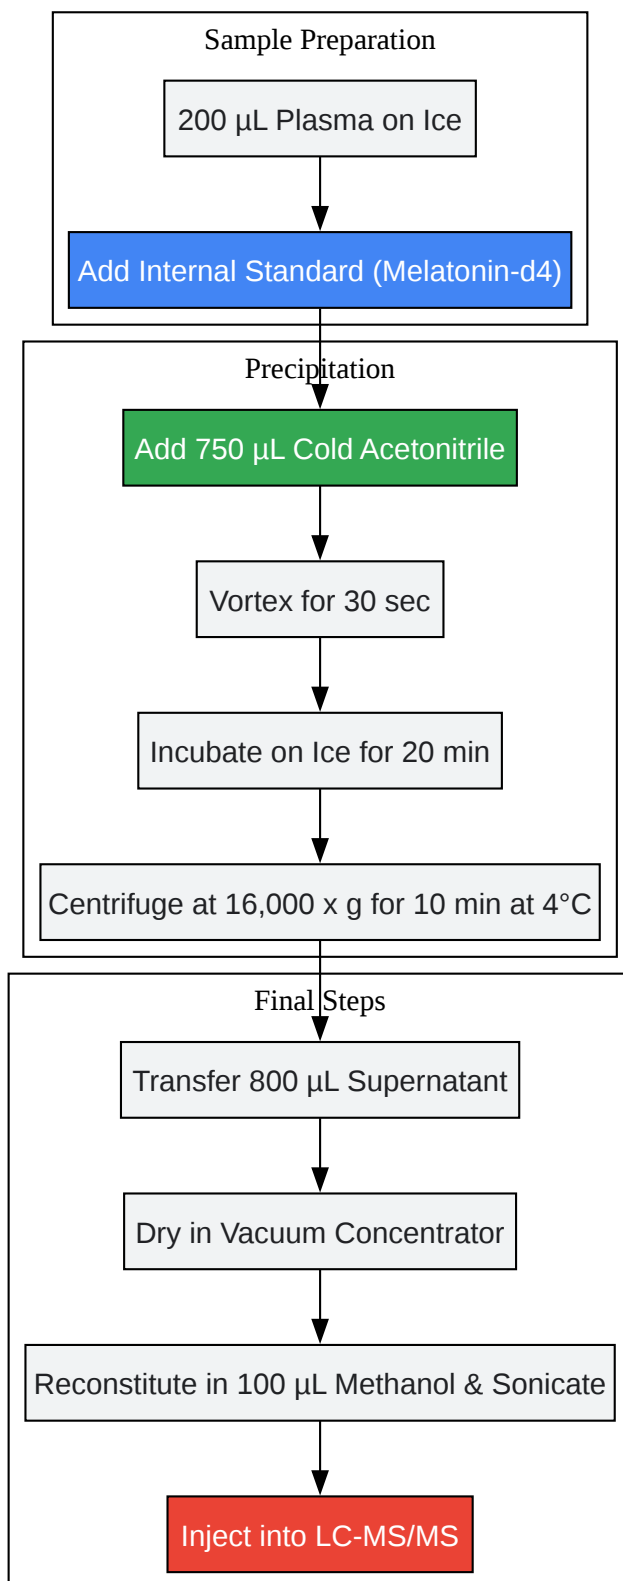 Sample Preparation
200 µL Plasma on Ice
Add Internal Standard (Melatonin-d4)
Precipitation
Add 750 µL Cold Acetonitrile
Vortex for 30 sec
Incubate on Ice for 20 min
Centrifuge at 16,000 x g for 10 min at 4°C
Final Steps
Transfer 800 µL Supernatant
Dry in Vacuum Concentrator
Reconstitute in 100 µL Methanol & Sonicate
Inject into LC-MS/MS